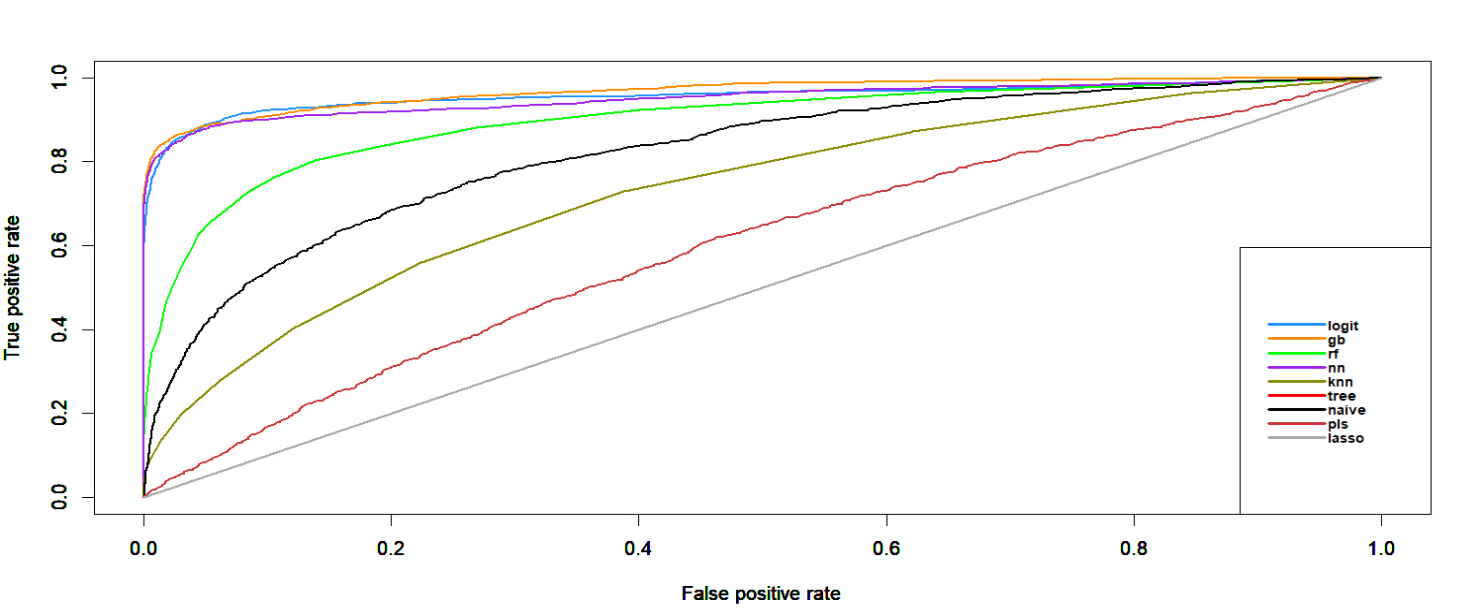 True positive rate
1.0
0.8
0.6
0.4
0.2
0.0
logit
gb
rf
nn
knn
tree
naive
pls
lasso
0.0 0.2 0.4 0.6 0.8 1.0
False positive rate